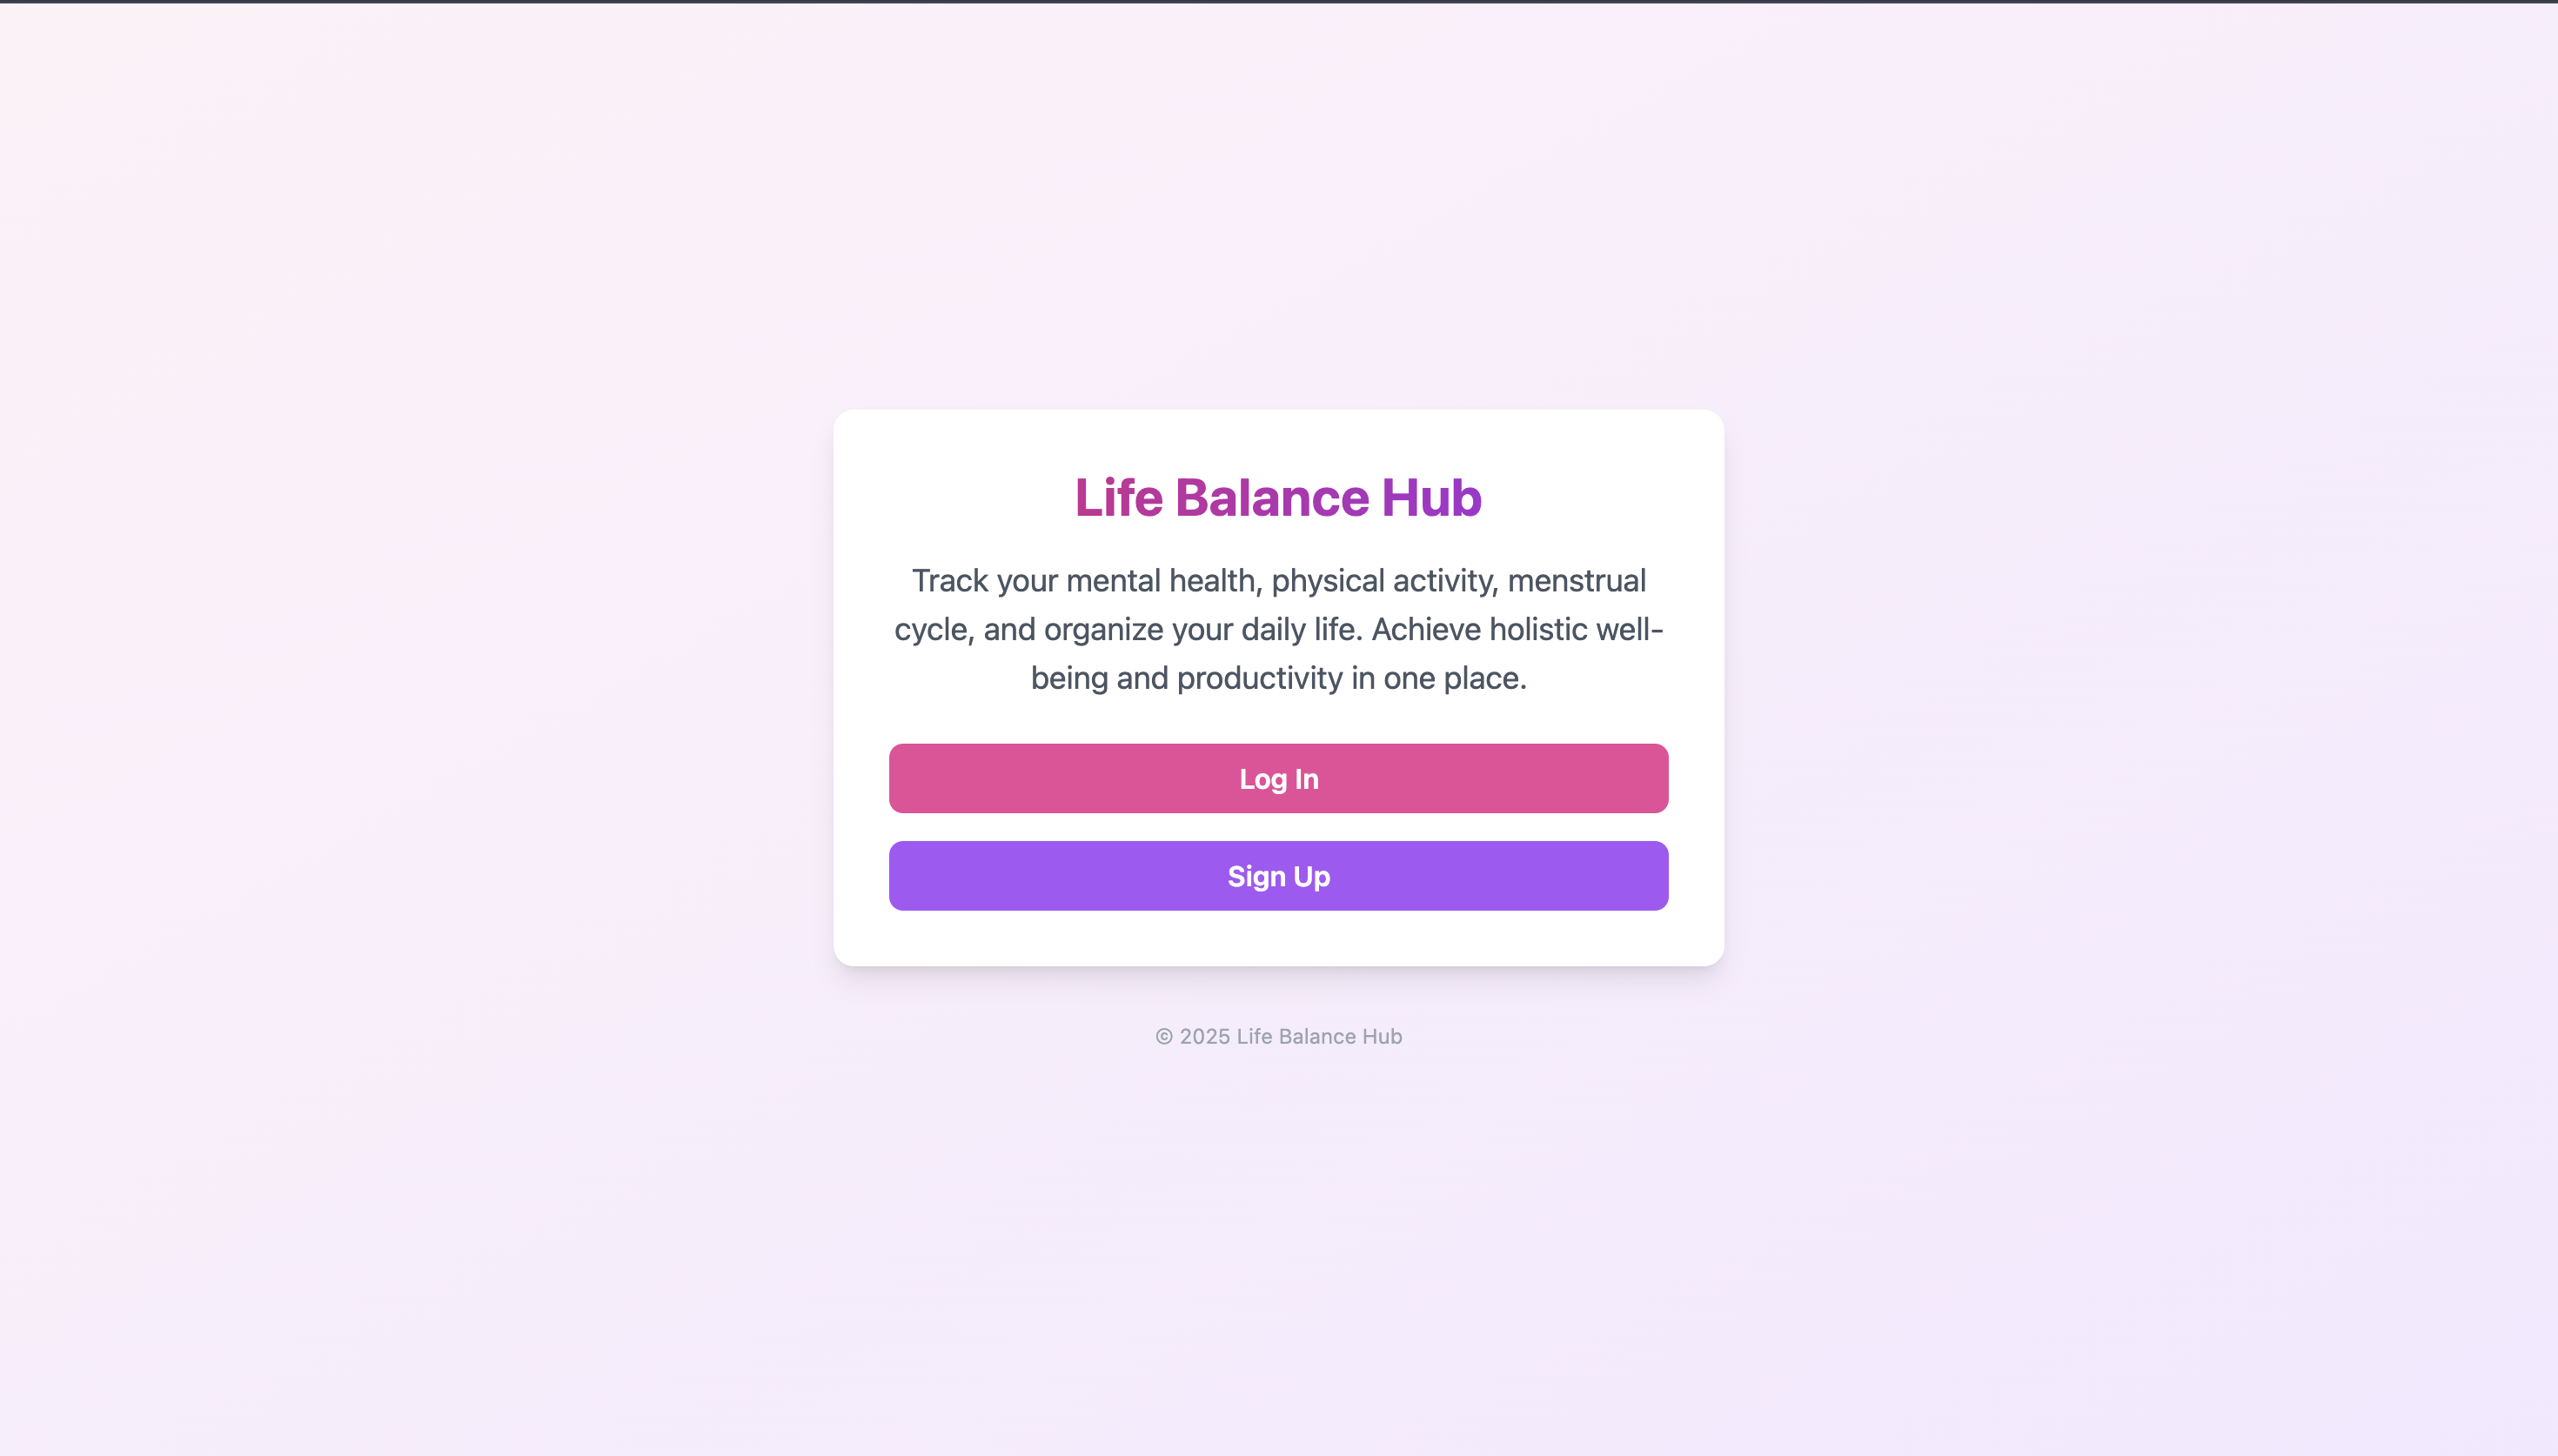 Life Balance Hub
Track your mental health, physical activity, menstrual
cycle, and organize your daily life. Achieve holistic well-
being and productivity in one place.
Log In
Sign Up
© 2025 Life Balance Hub